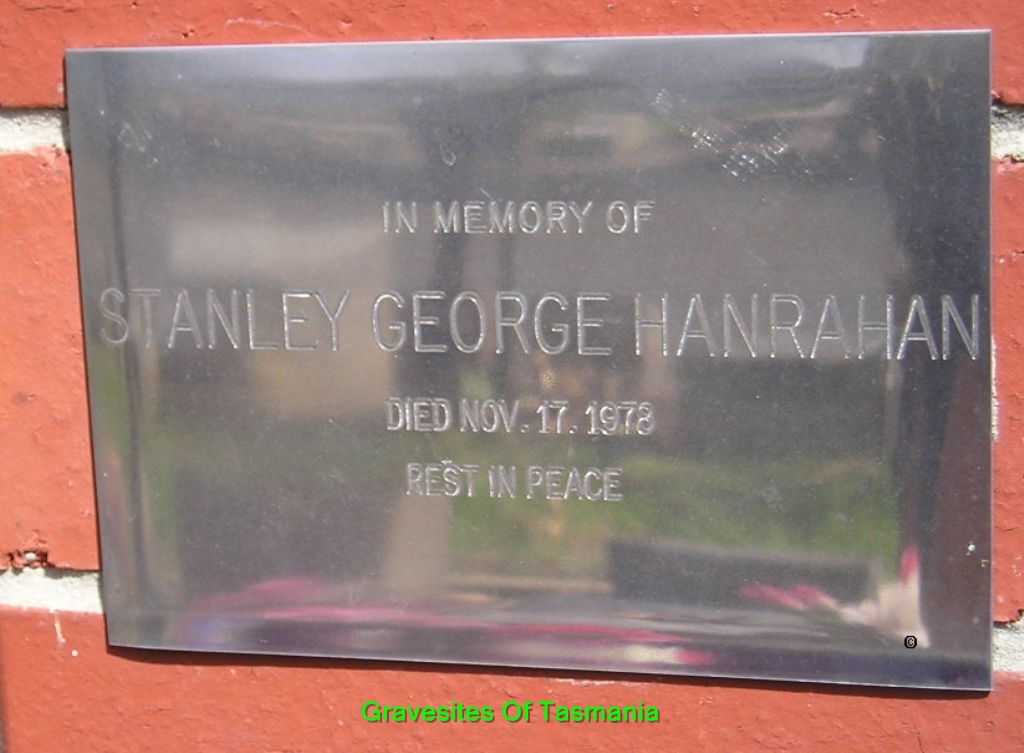 IN MEMORY OF
STANLEY GEORGE HANRAHAN
DIED NOV. 17. 1978
REST IN PEACE
©
Gravesites Of Tasmania